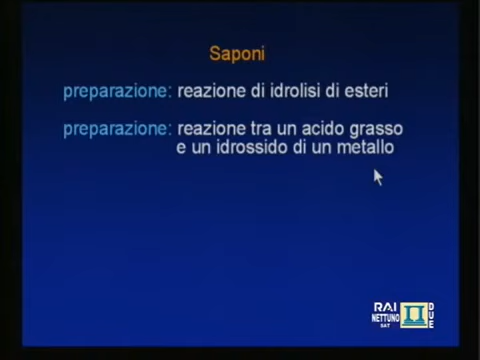 Saponi
preparazione: reazione di idrolisi di esteri
preparazione: reazione tra un acido grasso
e un idrossido di un metallo
RAI
NETTUNO
SAT
DUE